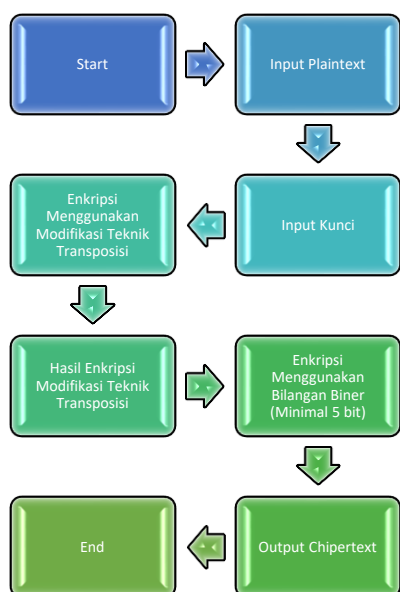 Start
Input Plaintext
Input Kunci
Enkripsi
Menggunakan
Modifikasi Teknik
Transposisi
Hasil Enkripsi
Modifikasi Teknik
Transposisi
Enkripsi
Menggunakan
Bilangan Biner
(Minimal 5 bit)
Output Chipertext
End